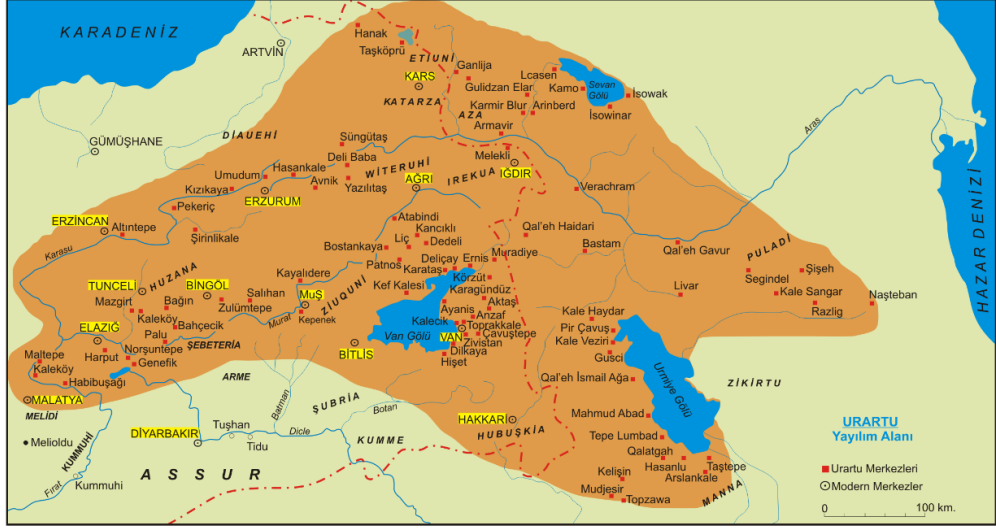 KARADENİZ
Hanak
Taşköprü
ARTVİN
ETIUNI
Ganlija
Lcasen
KARS
Gulidzan Elar
Kamo
Sevan
Gölü
İsowak
KATARZA
AZA
Karmir Blur
Arinberd
İsowinar
Armavir
Aras
DİAUEHİ
GÜMÜŞHANE
Süngütaş
Deli Baba
WİTERUHİ
Melekli
IĞDIR
Hasankale
Umudum
Avnik
Yazılıtaş
AĞRI
IREKUA
Kızıkaya
ERZURUM
Verachram
Pekeriç
ERZİNCAN
Altıntepe
Şirinlikale
Atabindi
Kancıklı
Liç
Dedeli
Bostankaya
Qal'eh Haidari
Bastam
Qal'eh Gavur
PULADİ
HAZAR DENİZİ
Karasu
Patnos
Deliçay
Ernis
Muradiye
Karataş
Körzüt
Segindel
Şişeh
HUZANA
TUNCELİ
BİNGÖL
Kayalıdere
MUŞ
ZİUQUNİ
Kef Kalesi
Karagündüz
Livar
Kale Sangar
Razlig
Naşteban
Mazgirt
Bağın
Salıhan
Zulümtepe
Kaleköy
Kepenek
Murat
Aktaş
Ayanis
Anzaf
Kale Haydar
ELAZIĞ
Bahçecik
Palu
ŞEBETERİA
Van Gölü
Kalecik
Toprakkale
VAN
Çavuştepe
Zivistan
Pir Çavuş
Kale Veziri
Harput
Norşuntepe
Genefik
BİTLİS
Dilkaya
Hişet
Gusci
Maltepe
Kaleköy
Habibuşağı
ARME
Qal'eh İsmail Ağa
Urmiye Gölü
ZİKİRTU
MALATYA
MELİDİ
Batman
ŞUBRIA
Botan
HAKKARİ
HUBUŞKİA
Mahmud Abad
Melioldu
KUMMUHİ
DİYARBAKIR
Tuşhan
Tidu
Dicle
KUMME
Tepe Lumbad
Qalatgah
Hasanlu
Taştepe
Arslankale
Fırat
Kummuhi
ASSUR
Kelişin
Mudjesir
Topzawa
MANNA
URARTU
Yayılım Alanı
Urartu Merkezleri
Modern Merkezler
0 100 km.